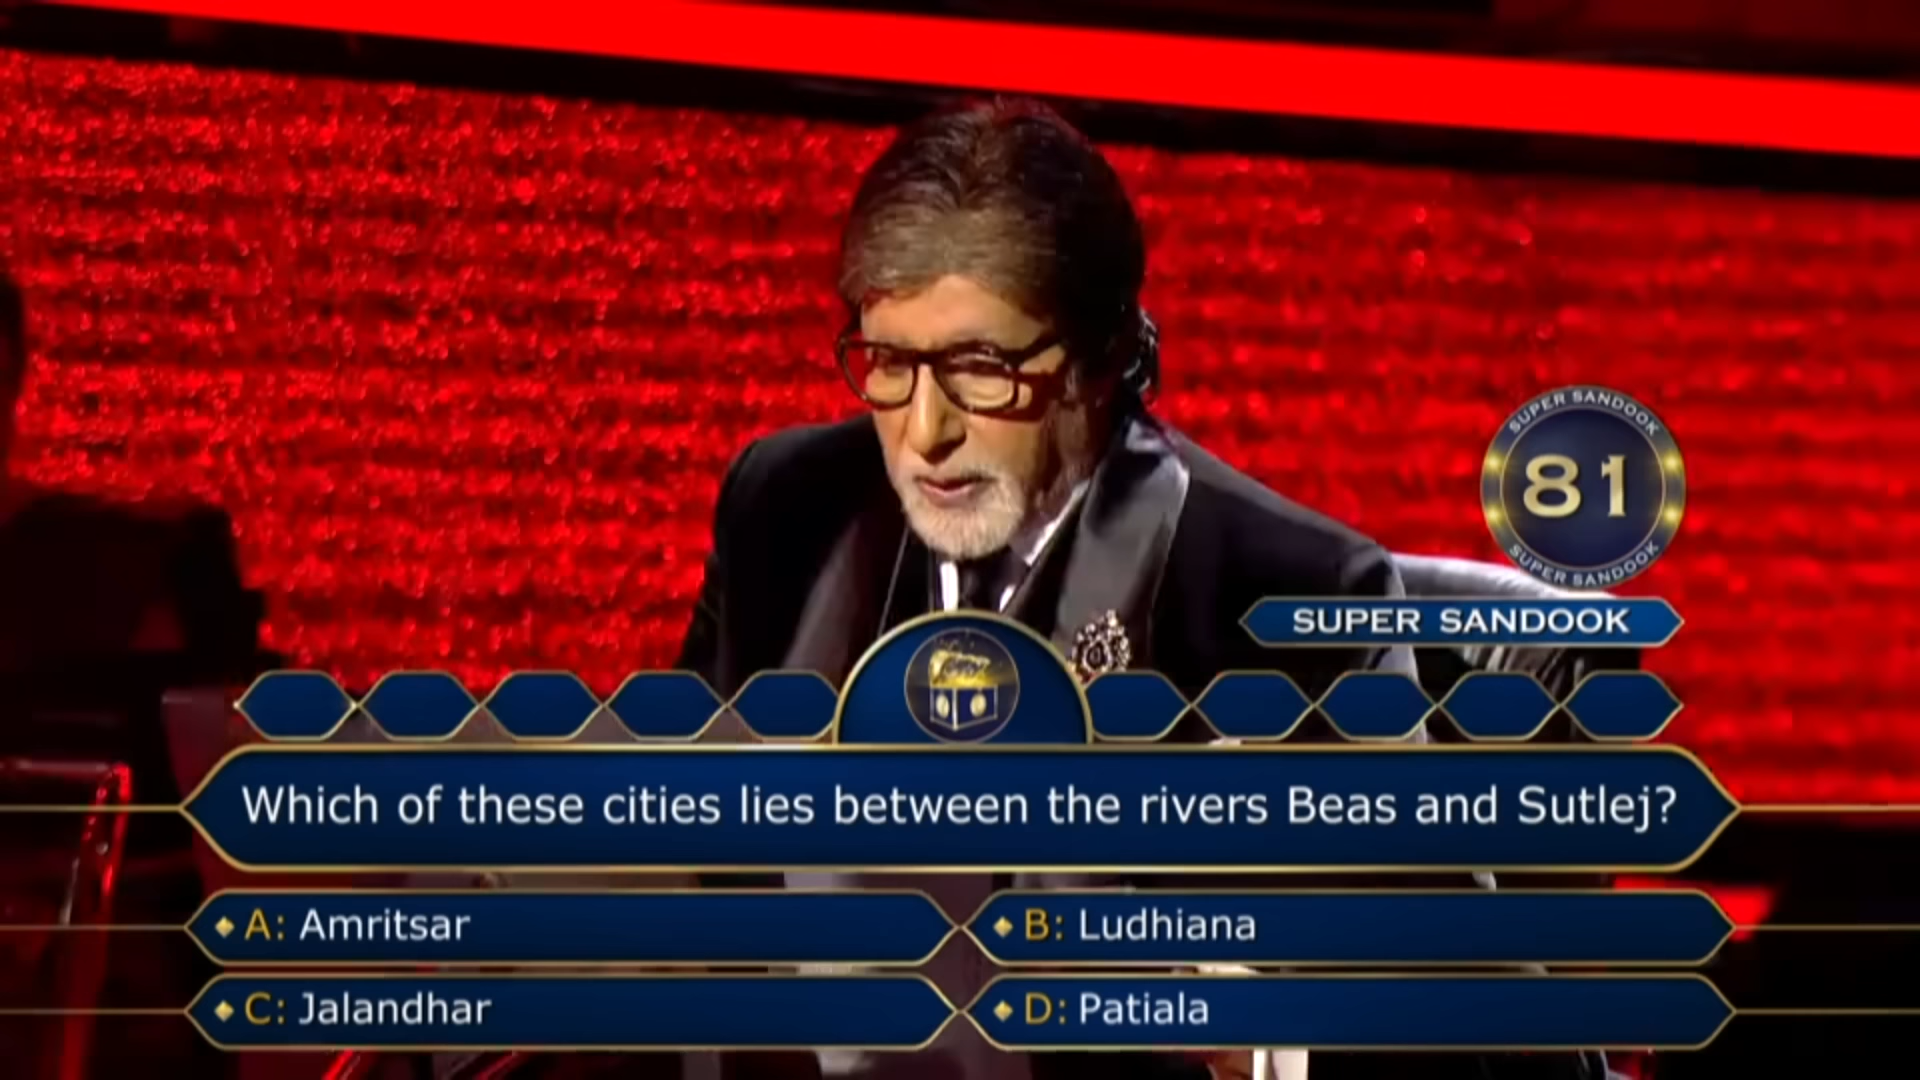 SUPER SANDOOK
81
SUPER SANDOOK
SUPER SANDOOK
Which of these cities lies between the rivers Beas and Sutlej?
A: Amritsar
B: Ludhiana
C: Jalandhar
D: Patiala